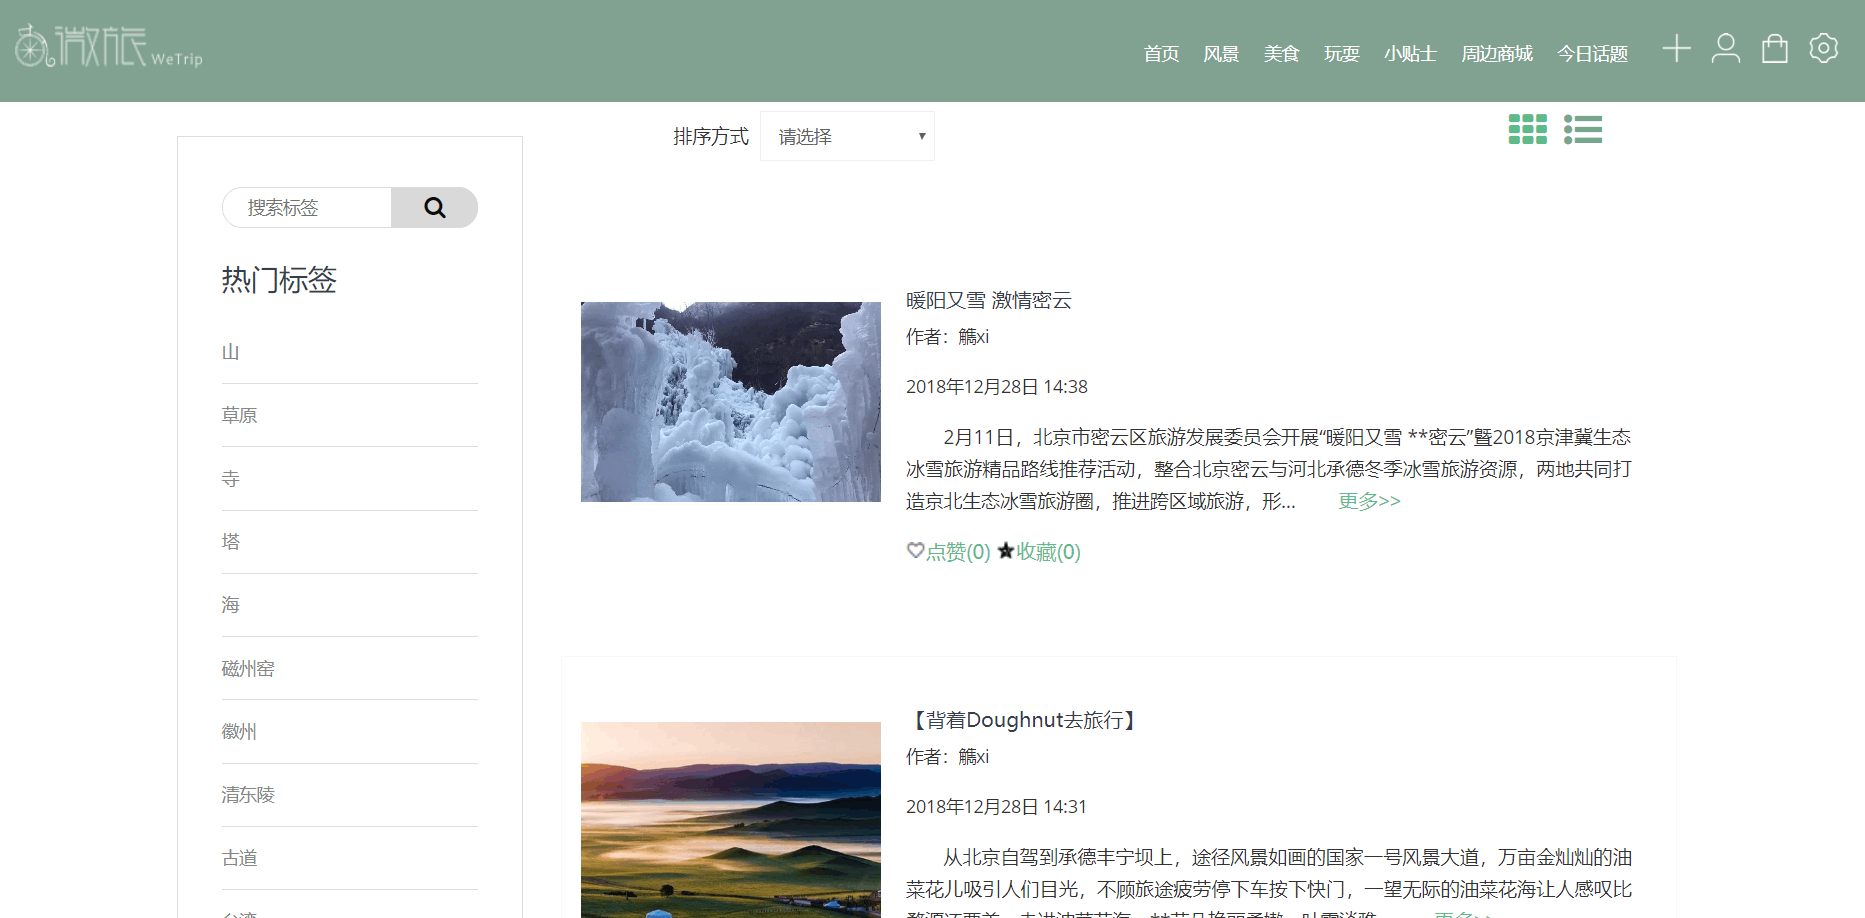 微旅 WeTrip
首页 风景 美食 玩耍 小贴士 周边商城 今日话题
排序方式 请选择
搜索标签
热门标签
山
草原
寺
塔
海
磁州窑
徽州
清东陵
古道
台湾
暖阳又雪 激情密云
作者：觹xi
2018年12月28日 14:38
2月11日，北京市密云区旅游发展委员会开展“暖阳又雪 **密云”暨2018京津冀生态
冰雪旅游精品路线推荐活动，整合北京密云与河北承德冬季冰雪旅游资源，两地共同打
造京北生态冰雪旅游圈，推进跨区域旅游，形... 更多>>
点赞(0) 收藏(0)
【背着Doughnut去旅行】
作者：觹xi
2018年12月28日 14:31
从北京自驾到承德丰宁坝上，途径风景如画的国家一号风景大道，万亩金灿灿的油
菜花儿吸引人们目光，不顾旅途疲劳停下车按下快门，一望无际的油菜花海让人感叹比
更多>>